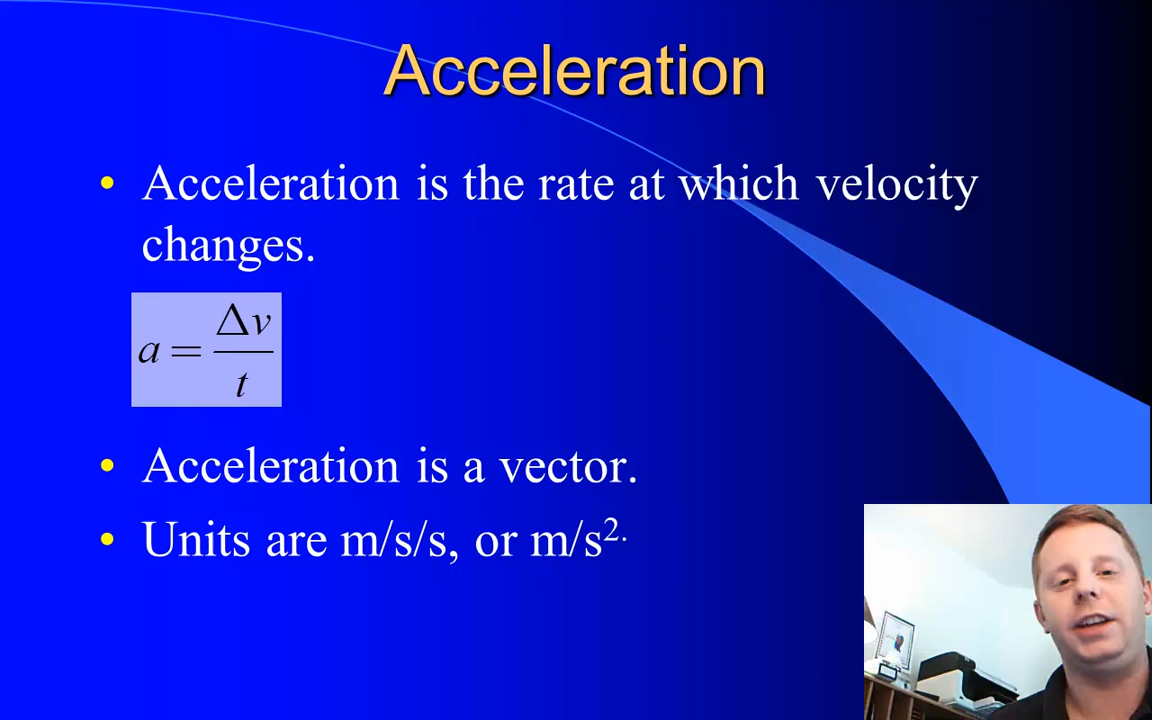 Acceleration
• Acceleration is the rate at which velocity
changes.
a = Δv/t
• Acceleration is a vector.
• Units are m/s/s, or m/s².